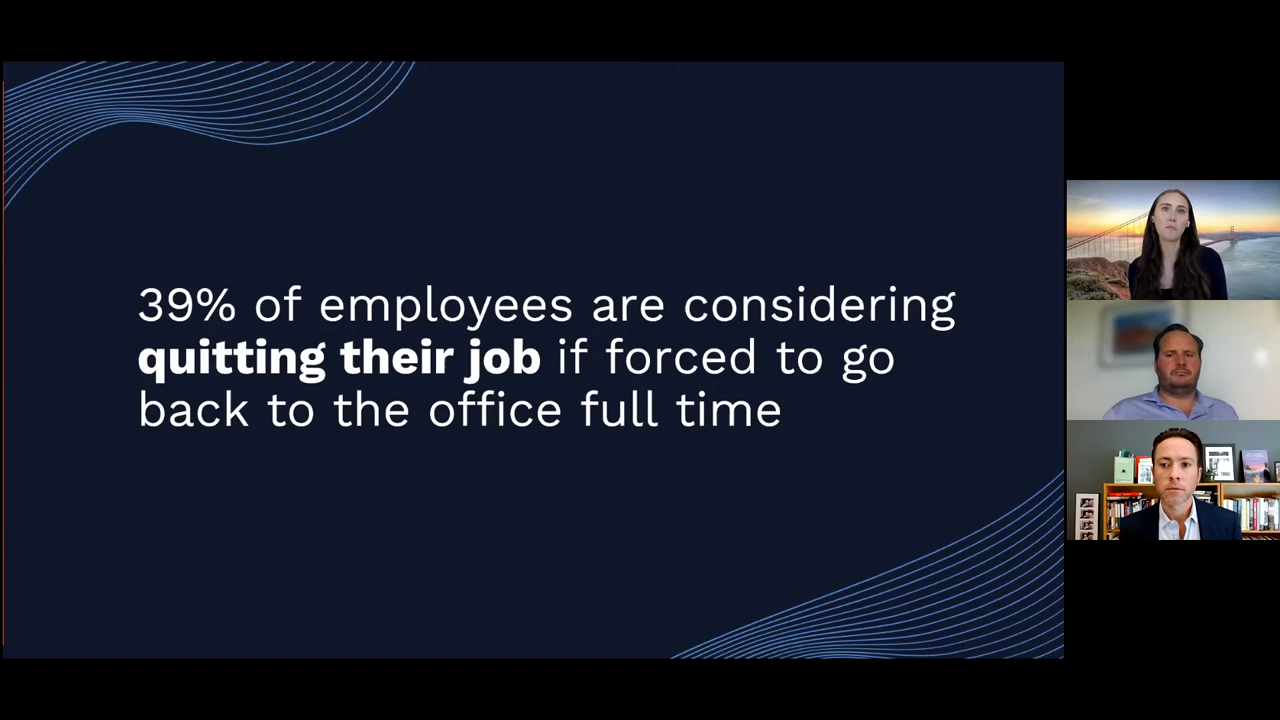 39% of employees are considering
quitting their job if forced to go
back to the office full time